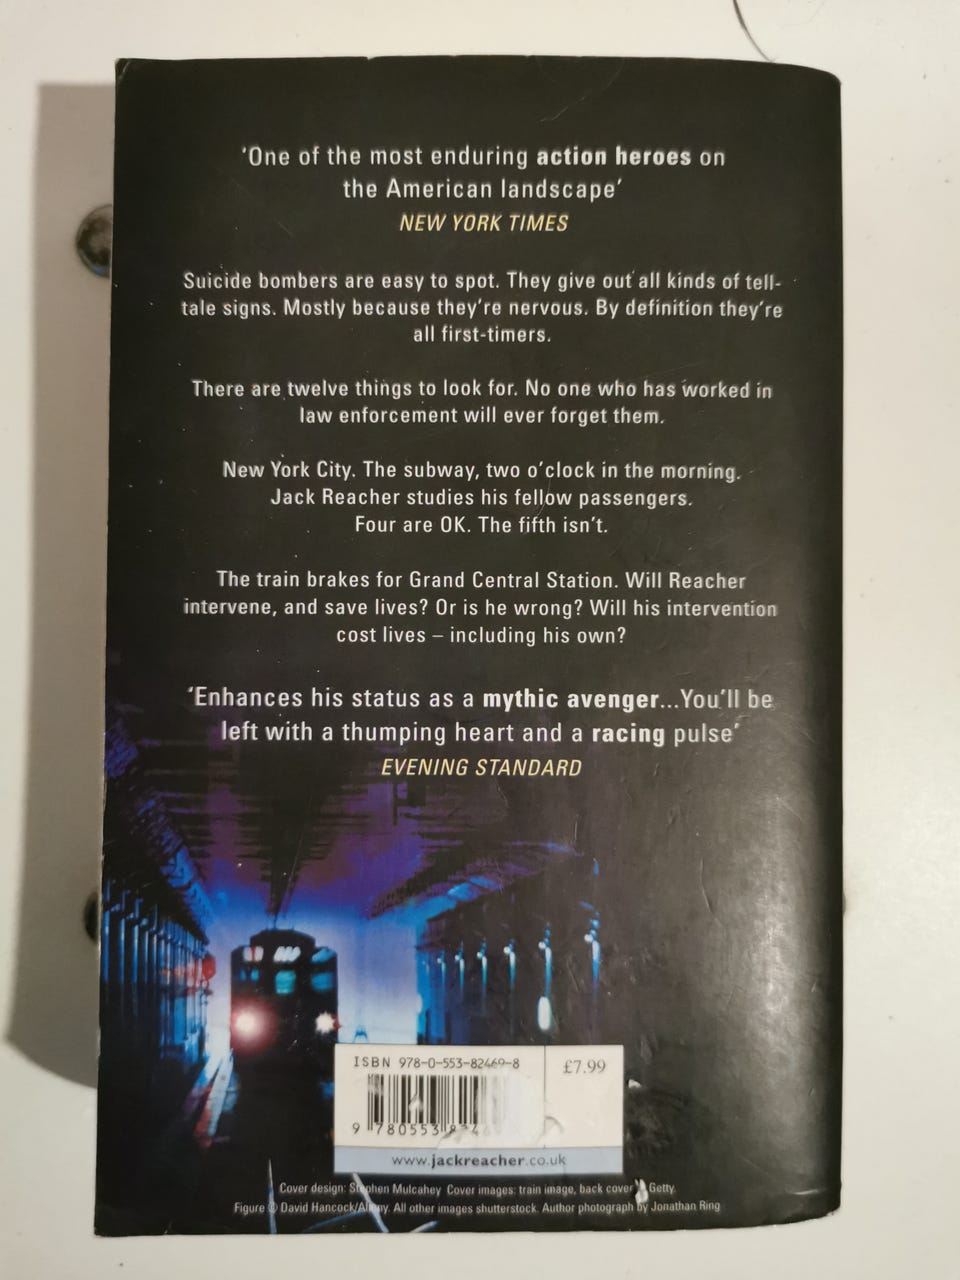 ‘One of the most enduring action heroes on
the American landscape’
NEW YORK TIMES
Suicide bombers are easy to spot. They give out all kinds of tell-
tale signs. Mostly because they're nervous. By definition they're
all first-timers.
There are twelve things to look for. No one who has worked in
law enforcement will ever forget them.
New York City. The subway, two o'clock in the morning.
Jack Reacher studies his fellow passengers.
Four are OK. The fifth isn't.
The train brakes for Grand Central Station. Will Reacher
intervene, and save lives? Or is he wrong? Will his intervention
cost lives – including his own?
‘Enhances his status as a mythic avenger...You'll be
left with a thumping heart and a racing pulse’
EVENING STANDARD
ISBN 978-0-553-82469-8
£7.99
9 780553
www.jackreacher.co.uk
Cover design: Stephen Mulcahey Cover images: train image, back cover Getty.
Figure © David Hancock/Alamy. All other images shutterstock. Author photograph by Jonathan Ring